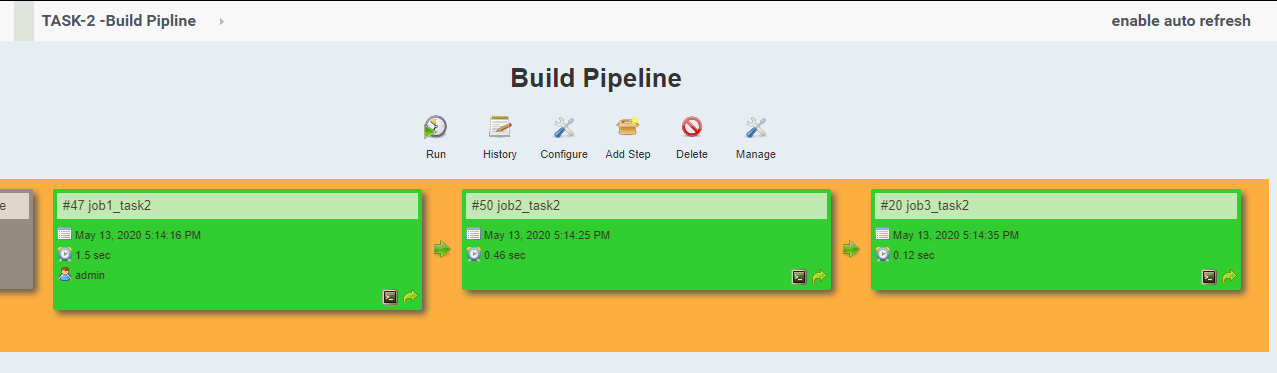 TASK-2 -Build Pipline
enable auto refresh
Build Pipeline
Run History Configure Add Step Delete Manage
e
#47 job1_task2
May 13, 2020 5:14:16 PM
1.5 sec
admin
#50 job2_task2
May 13, 2020 5:14:25 PM
0.46 sec
#20 job3_task2
May 13, 2020 5:14:35 PM
0.12 sec